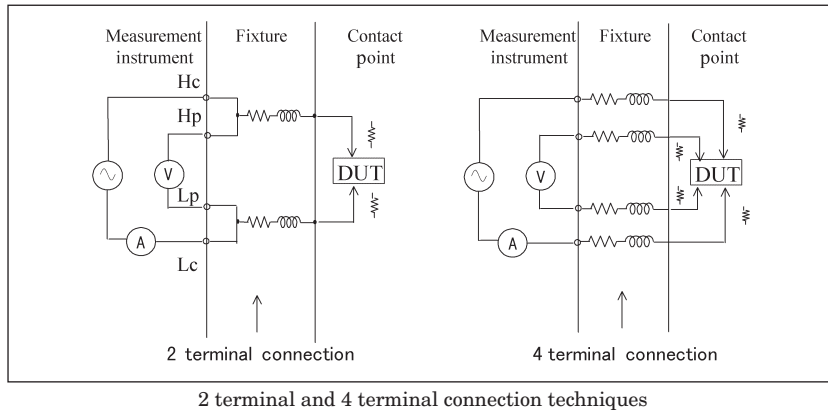 Measurement
instrument
Fixture
Contact
point
Hc
Hp
V
DUT
Lp
A
Lc
2 terminal connection
Measurement
instrument
Fixture
Contact
point
V
DUT
A
4 terminal connection
2 terminal and 4 terminal connection techniques